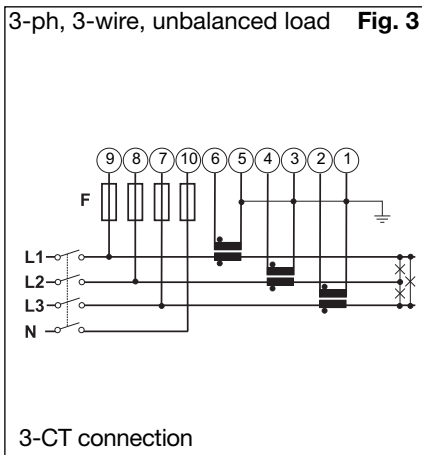 3-ph, 3-wire, unbalanced load Fig. 3
9 8 7 10 6 5 4 3 2 1
F
L1
L2
L3
N
3-CT connection